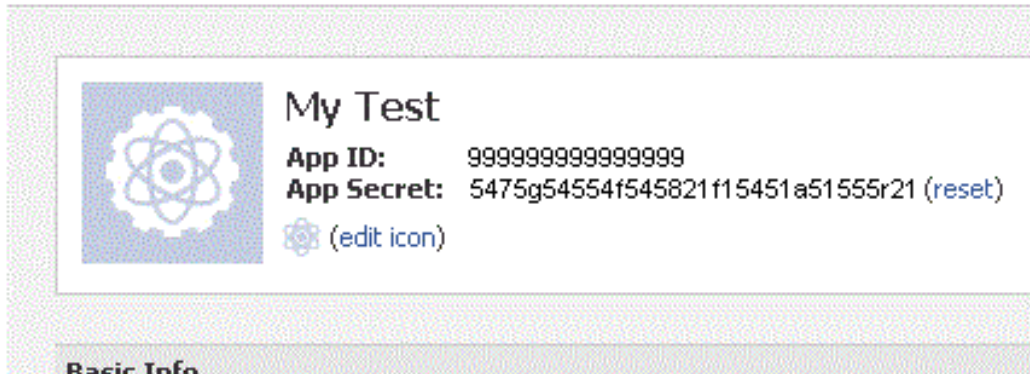 My Test
App ID: 999999999999999
App Secret: 5475g54554f545821f15451a51555r21 (reset)
(edit icon)
Basic Info